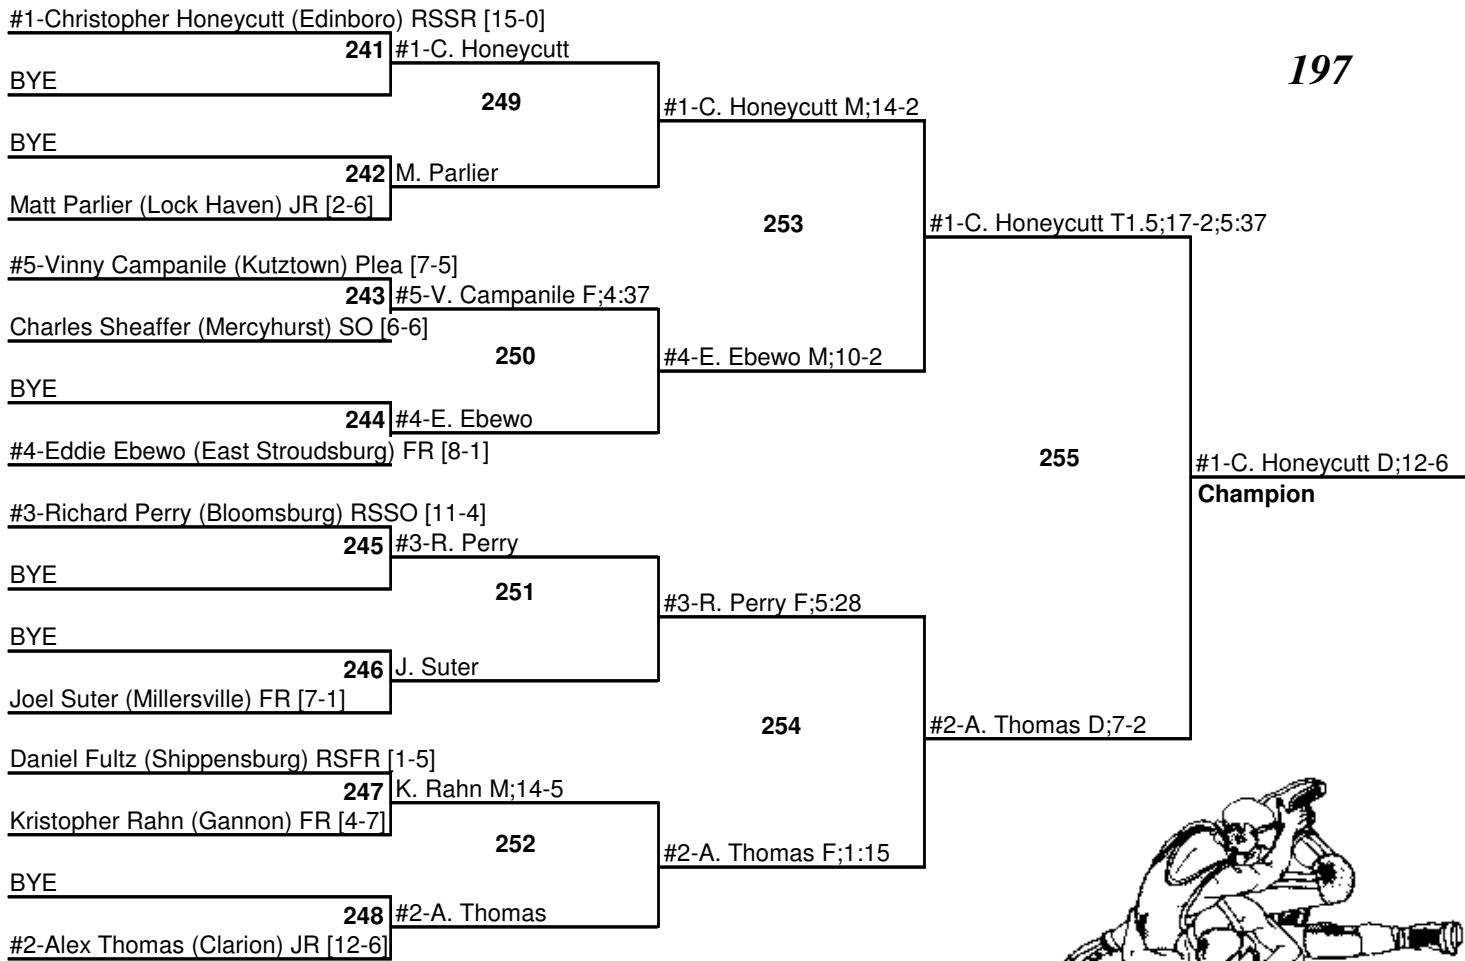 #1-Christopher Honeycutt (Edinboro) RSSR [15-0]
241 #1-C. Honeycutt
197
BYE
249
#1-C. Honeycutt M;14-2
BYE
242 M. Parlier
Matt Parlier (Lock Haven) JR [2-6]
253
#1-C. Honeycutt T1.5;17-2;5:37
#5-Vinny Campanile (Kutztown) Plea [7-5]
243 #5-V. Campanile F;4:37
Charles Sheaffer (Mercyhurst) SO [6-6]
250
#4-E. Ebewo M;10-2
BYE
244 #4-E. Ebewo
#4-Eddie Ebewo (East Stroudsburg) FR [8-1]
255
#1-C. Honeycutt D;12-6
Champion
#3-Richard Perry (Bloomsburg) RSSO [11-4]
245 #3-R. Perry
BYE
251
#3-R. Perry F;5:28
BYE
246 J. Suter
Joel Suter (Millersville) FR [7-1]
254
#2-A. Thomas D;7-2
Daniel Fultz (Shippensburg) RSFR [1-5]
247 K. Rahn M;14-5
Kristopher Rahn (Gannon) FR [4-7]
252
#2-A. Thomas F;1:15
BYE
248 #2-A. Thomas
#2-Alex Thomas (Clarion) JR [12-6]